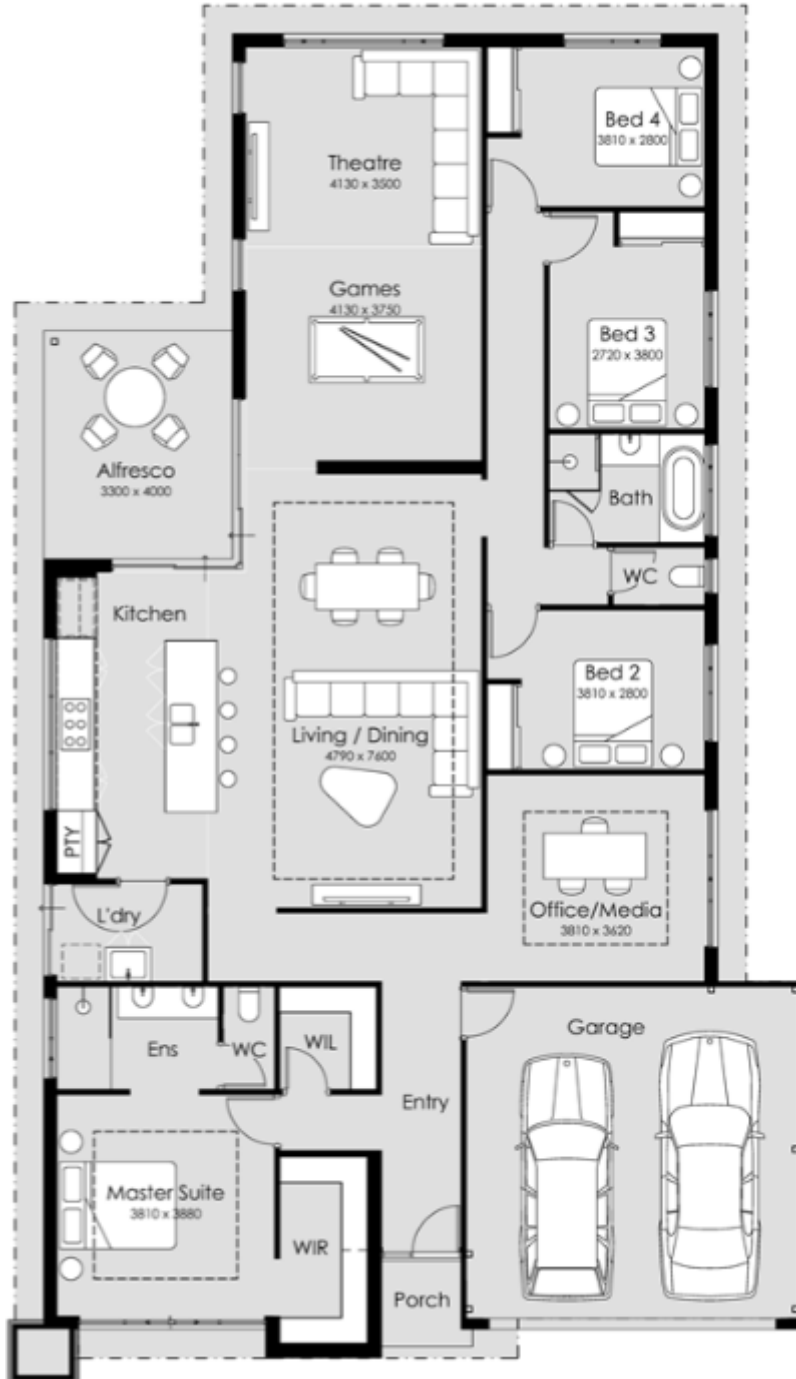 Bed 4
3810 x 2800
Theatre
4130 x 3500
Games
4130 x 3750
Bed 3
2720 x 3800
Alfresco
3300 x 4000
Bath
WC
Kitchen
Bed 2
3810 x 2800
Living / Dining
4790 x 7600
PTY
L'dry
Office/Media
3810 x 3620
Garage
Ens
WC
WIL
Entry
Master Suite
3810 x 3880
WIR
Porch